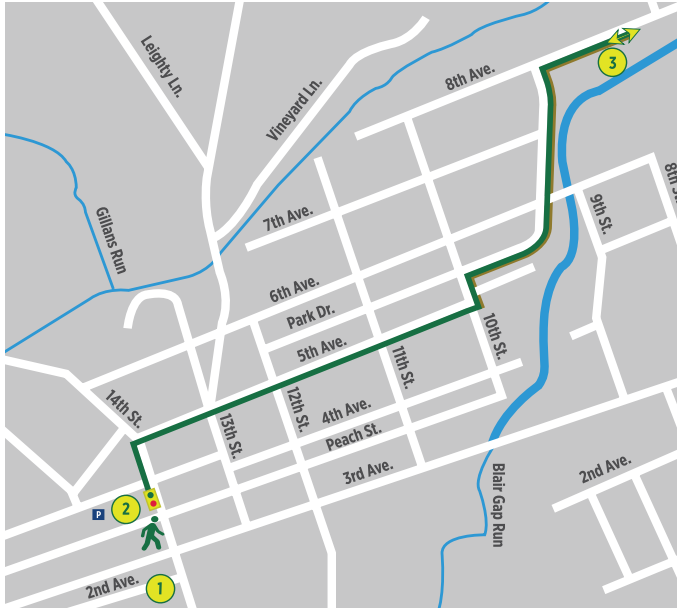 3
8th Ave.
Leighty Ln.
Vineyard Ln.
7th Ave.
9th St.
Gillans Run
6th Ave.
Park Dr.
5th Ave.
10th St.
11th St.
14th St.
12th St.
13th St.
4th Ave.
Peach St.
3rd Ave.
2nd Ave.
Blair Gap Run
2
P
1
2nd Ave.